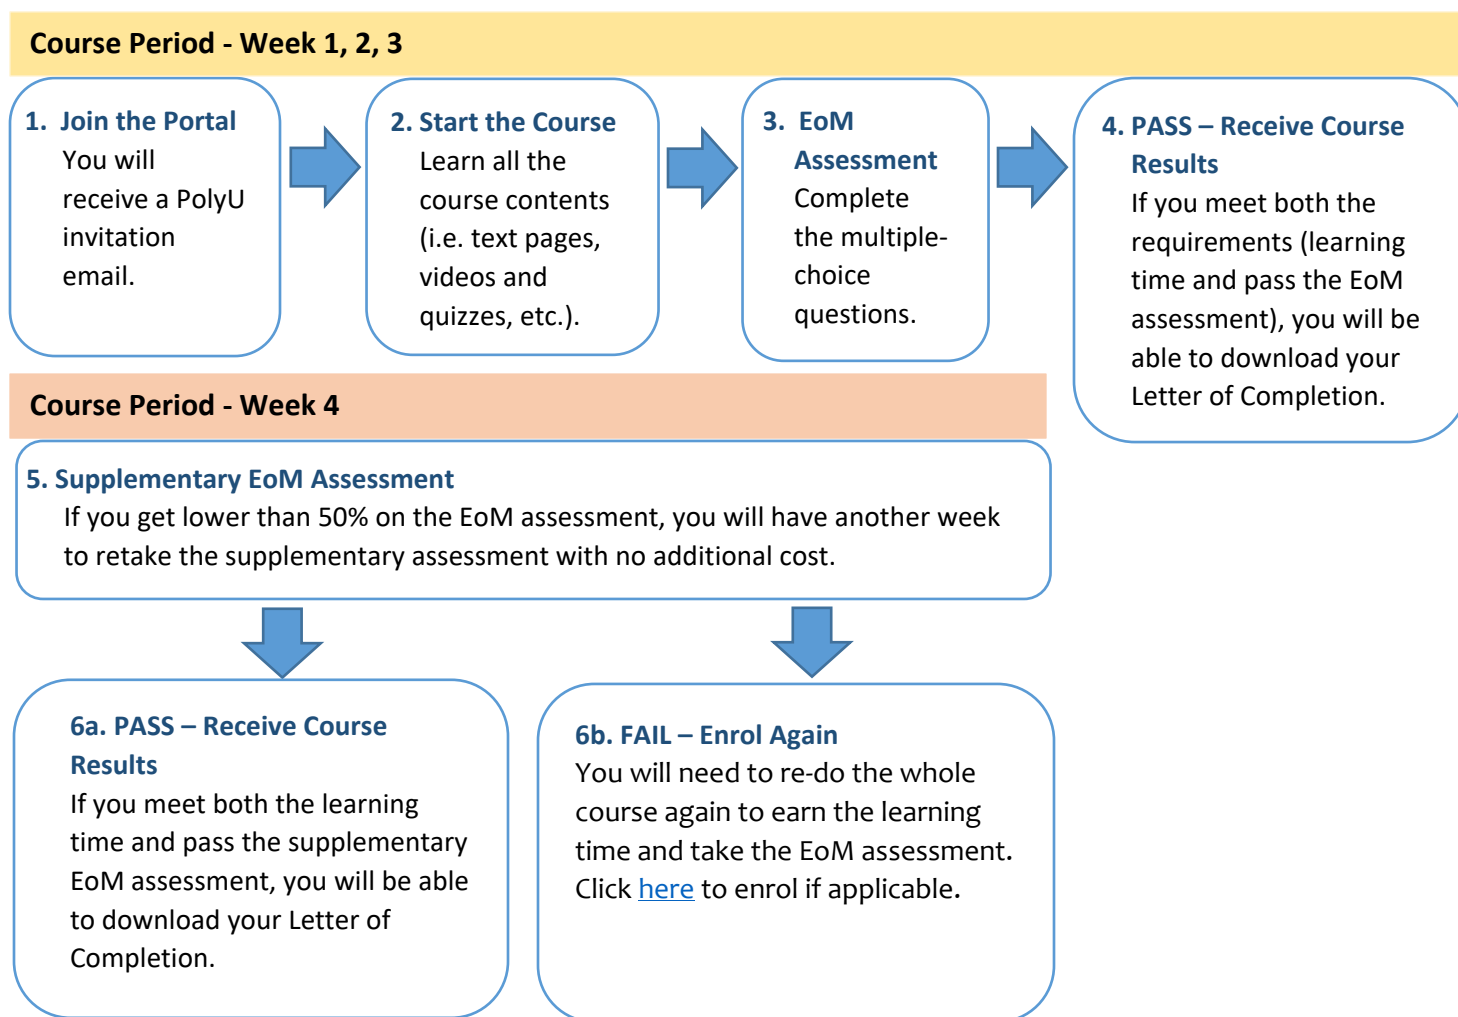 Course Period - Week 1, 2, 3
1. Join the Portal
You will
receive a PolyU
invitation
email.
2. Start the Course
Learn all the
course contents
(i.e. text pages,
videos and
quizzes, etc.).
3. EoM
Assessment
Complete
the multiple-
choice
questions.
4. PASS – Receive Course
Results
If you meet both the
requirements (learning
time and pass the EoM
assessment), you will be
able to download your
Letter of Completion.
Course Period - Week 4
5. Supplementary EoM Assessment
If you get lower than 50% on the EoM assessment, you will have another week
to retake the supplementary assessment with no additional cost.
6a. PASS – Receive Course
Results
If you meet both the learning
time and pass the supplementary
EoM assessment, you will be able
to download your Letter of
Completion.
6b. FAIL – Enrol Again
You will need to re-do the whole
course again to earn the learning
time and take the EoM assessment.
Click here to enrol if applicable.